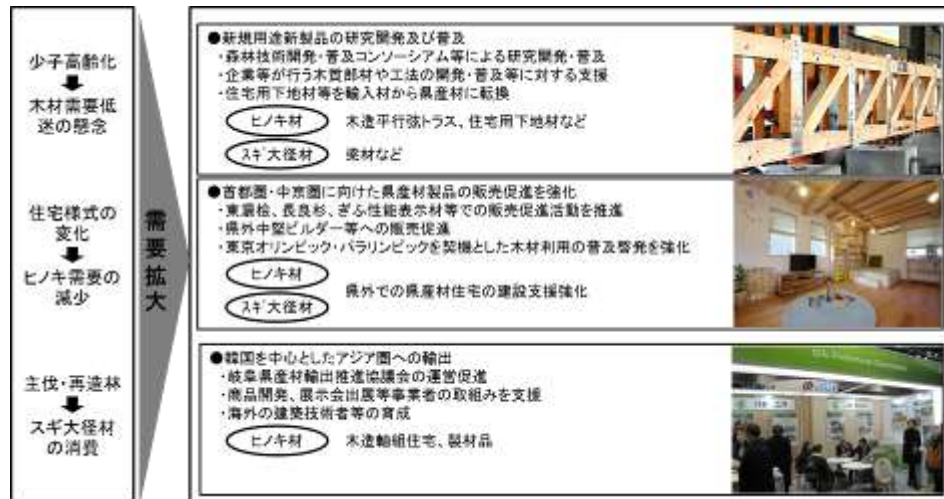 少子高齢化
木材需要低
迷の懸念
住宅様式の
変化
ヒノキ需要の
減少
主伐・再造林
スギ大径材
の消費
需要拡大
●新規用途新製品の研究開発及び普及
・森林技術開発・普及コンソーシアム等による研究開発・普及
・企業等が行う木質部材や工法の開発・普及等に対する支援
・住宅用下地材等を輸入材から県産材に転換
ヒノキ材 木造平行弦トラス、住宅用下地材など
スギ大径材 梁材など
●首都圏・中京圏に向けた県産材製品の販売促進を強化
・東濃桧、長良杉、ぎふ性能表示材等での販売促進活動を推進
・県外中堅ビルダー等への販売促進
・東京オリンピック・パラリンピックを契機とした木材利用の普及啓発を強化
ヒノキ材
スギ大径材
県外での県産材住宅の建設支援強化
●韓国を中心としたアジア圏への輸出
・岐阜県産材輸出推進協議会の運営促進
・商品開発、展示会出展等事業者の取組みを支援
・海外の建築技術者等の育成
ヒノキ材 木造軸組住宅、製材品